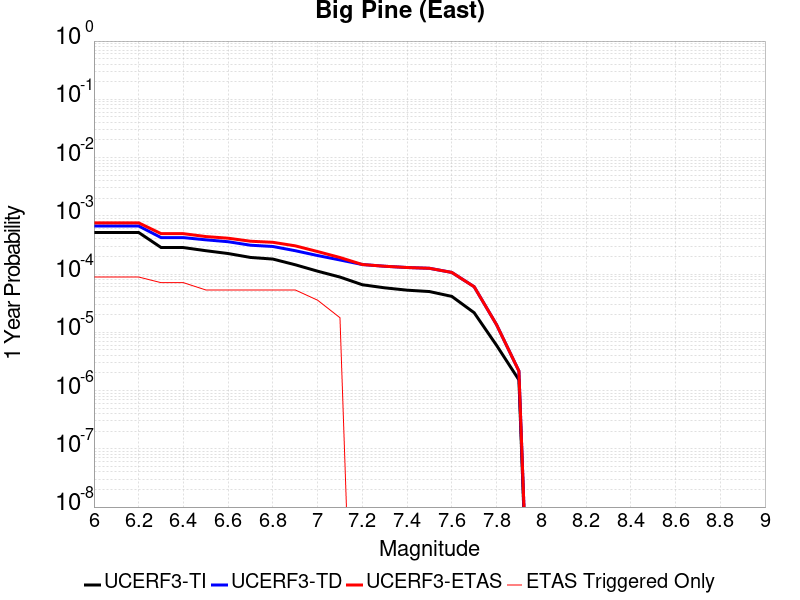 Big Pine (East)
10^0
10^-1
10^-2
10^-3
10^-4
10^-5
10^-6
10^-7
10^-8
1 Year Probability
6 6.2 6.4 6.6 6.8 7 7.2 7.4 7.6 7.8 8 8.2 8.4 8.6 8.8 9
Magnitude
UCERF3-TI UCERF3-TD UCERF3-ETAS ETAS Triggered Only